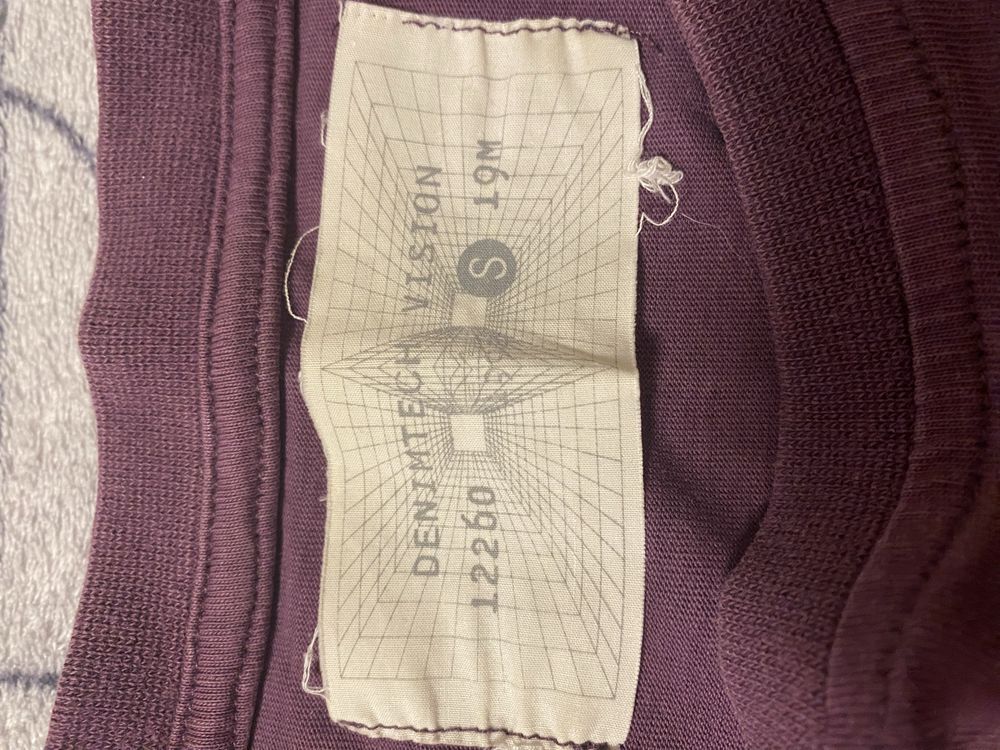 DENIMTECH VISION
12260 S 19M